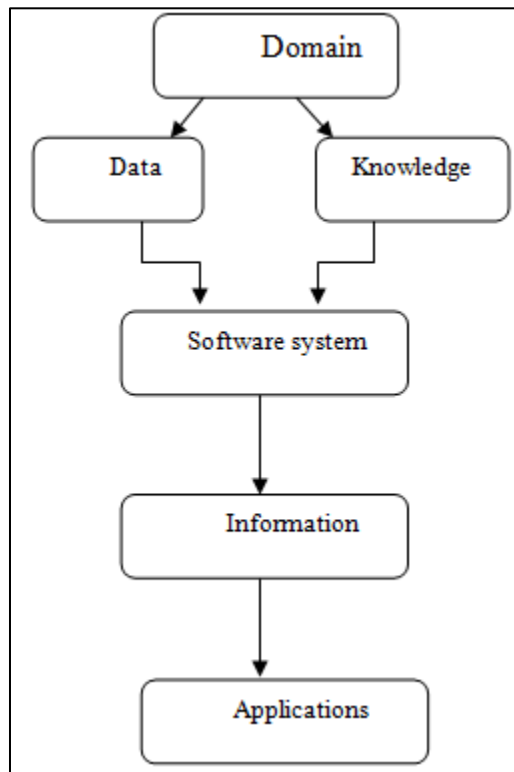 Domain
Data
Knowledge
Software system
Information
Applications